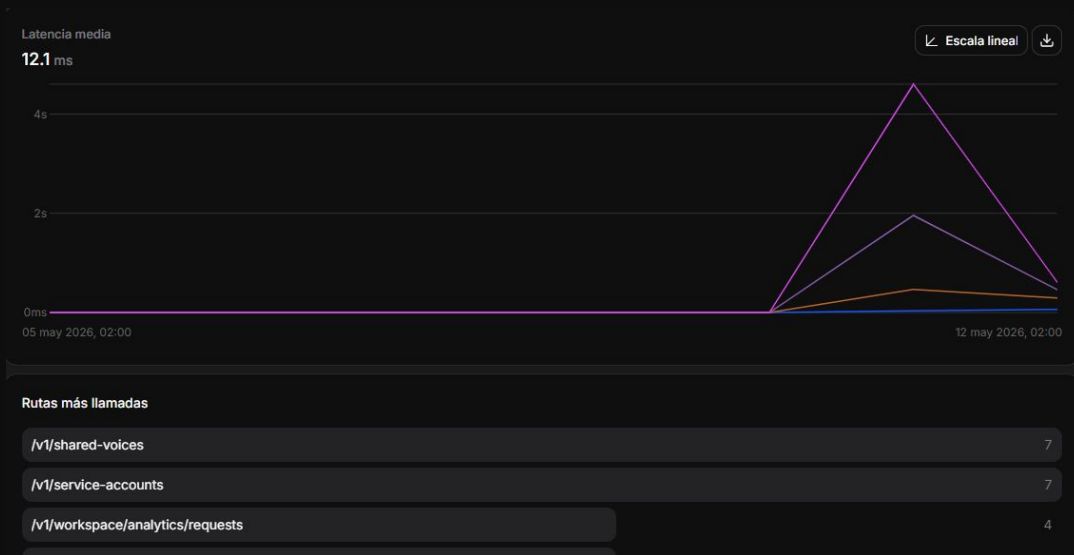 Latencia media
Escala lineal
12.1 ms
4s
2s
0ms
05 may 2026, 02:00
12 may 2026, 02:00
Rutas más llamadas
/v1/shared-voices
7
/v1/service-accounts
7
/v1/workspace/analytics/requests
4